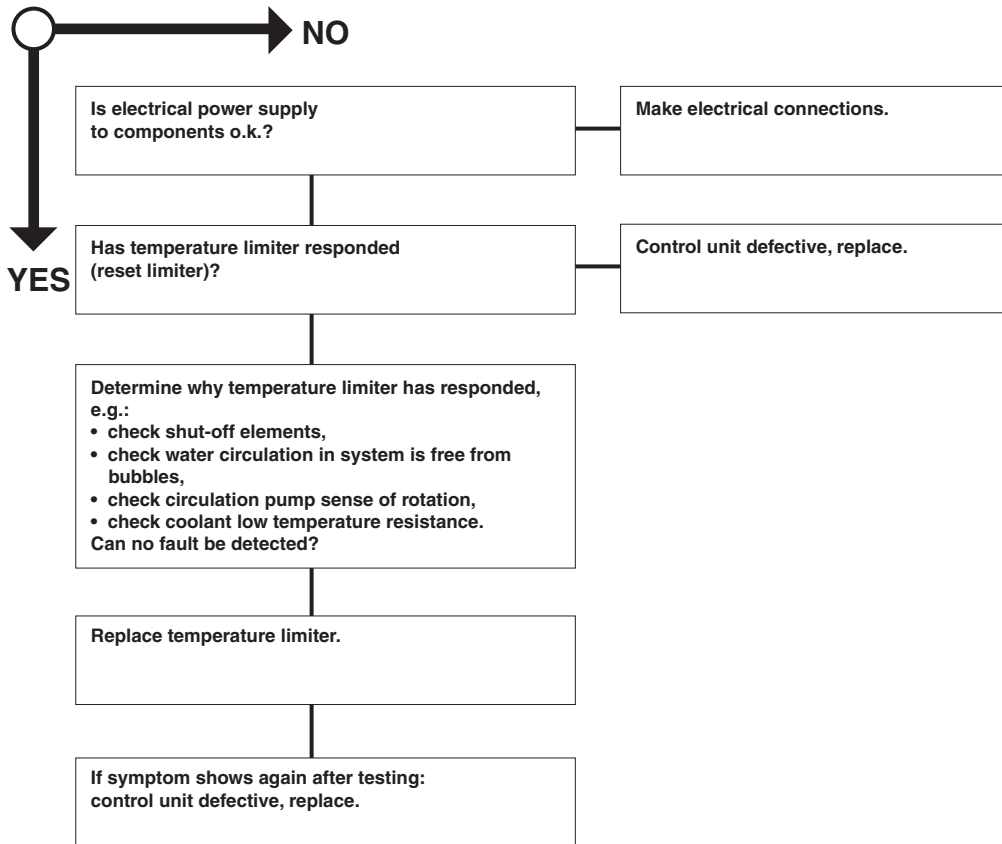 NO
YES
Is electrical power supply
to components o.k.?
Make electrical connections.
Has temperature limiter responded
(reset limiter)?
Control unit defective, replace.
Determine why temperature limiter has responded,
e.g.:
• check shut-off elements,
• check water circulation in system is free from
bubbles,
• check circulation pump sense of rotation,
• check coolant low temperature resistance.
Can no fault be detected?
Replace temperature limiter.
If symptom shows again after testing:
control unit defective, replace.